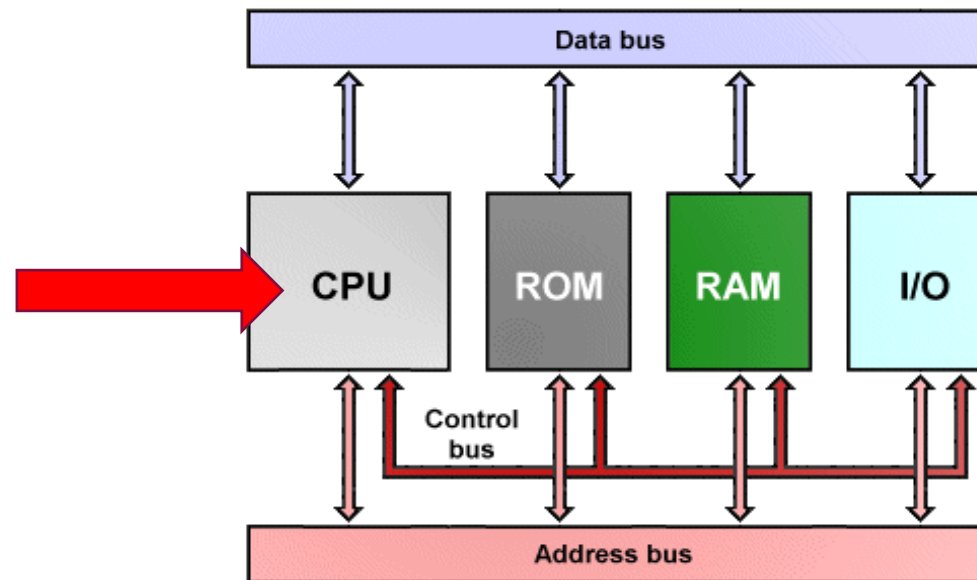 Data bus
CPU
ROM
RAM
I/O
Control
bus
Address bus